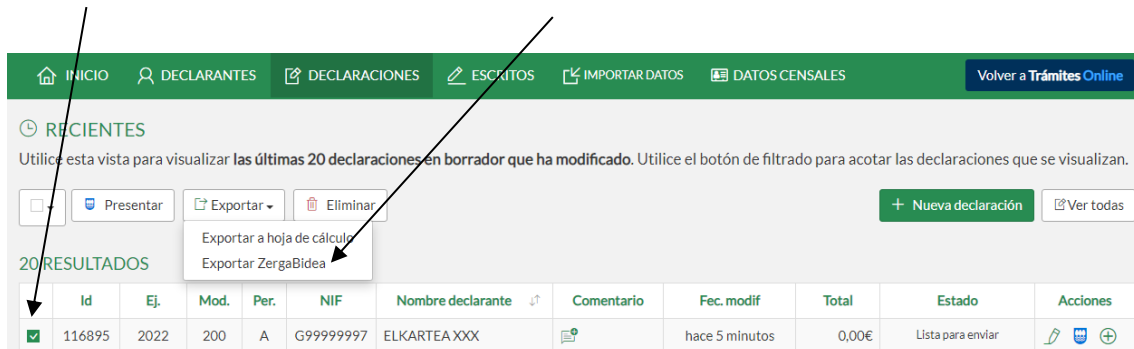 INICIO DECLARANTES DECLARACIONES ESCRITOS IMPORTAR DATOS DATOS CENSALES Volver a Trámites Online
RECIENTES
Utilice esta vista para visualizar las últimas 20 declaraciones en borrador que ha modificado. Utilice el botón de filtrado para acotar las declaraciones que se visualizan.
Presentar Exportar Eliminar + Nueva declaración Ver todas
Exportar a hoja de cálculo
Exportar ZergaBidea
20 RESULTADOS
Id Ej. Mod. Per. NIF Nombre declarante Comentario Fec. modif Total Estado Acciones
116895 2022 200 A G99999997 ELKARTEA XXX hace 5 minutos 0,00€ Lista para enviar